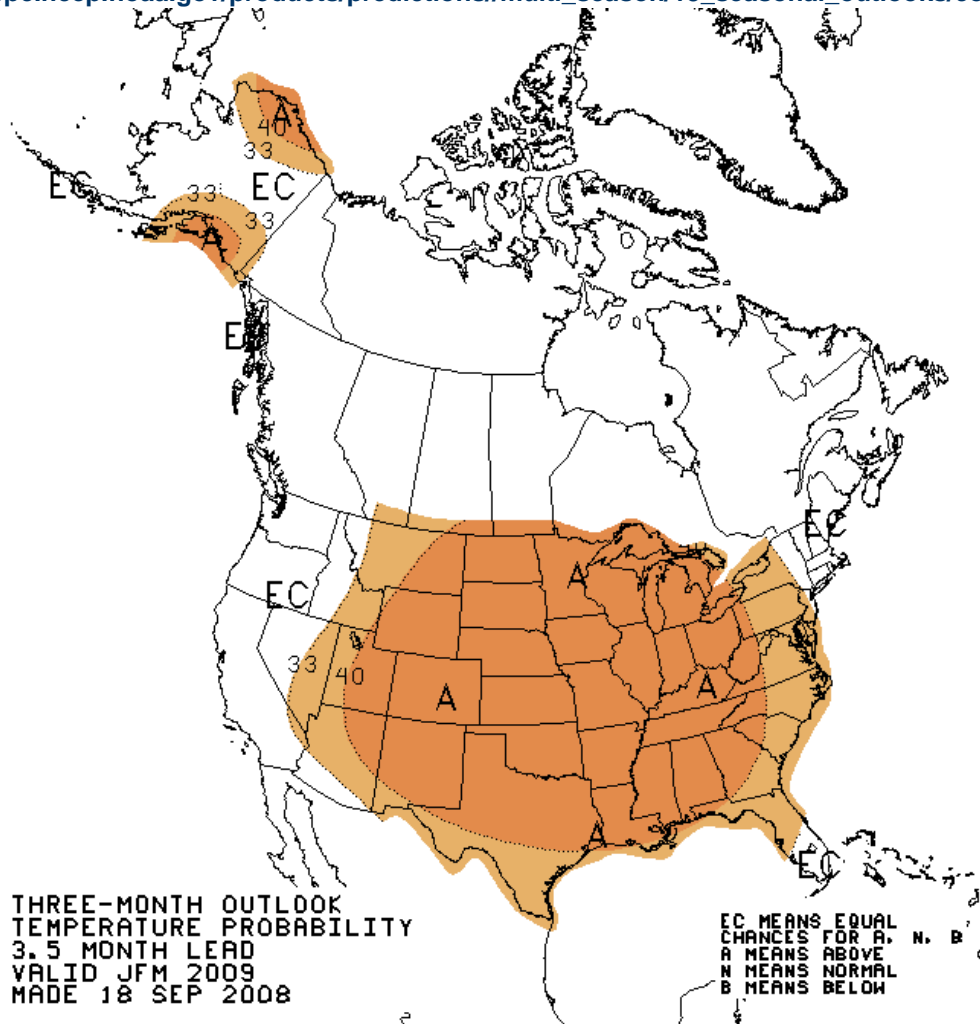 A
40
33
EC
EC
33
33
A
EC
EC
A
EC
33
40
A
A
A
EC
THREE-MONTH OUTLOOK
TEMPERATURE PROBABILITY
3.5 MONTH LEAD
VALID JFM 2009
MADE 18 SEP 2008
EC MEANS EQUAL
CHANCES FOR A, N, B
A MEANS ABOVE
N MEANS NORMAL
B MEANS BELOW